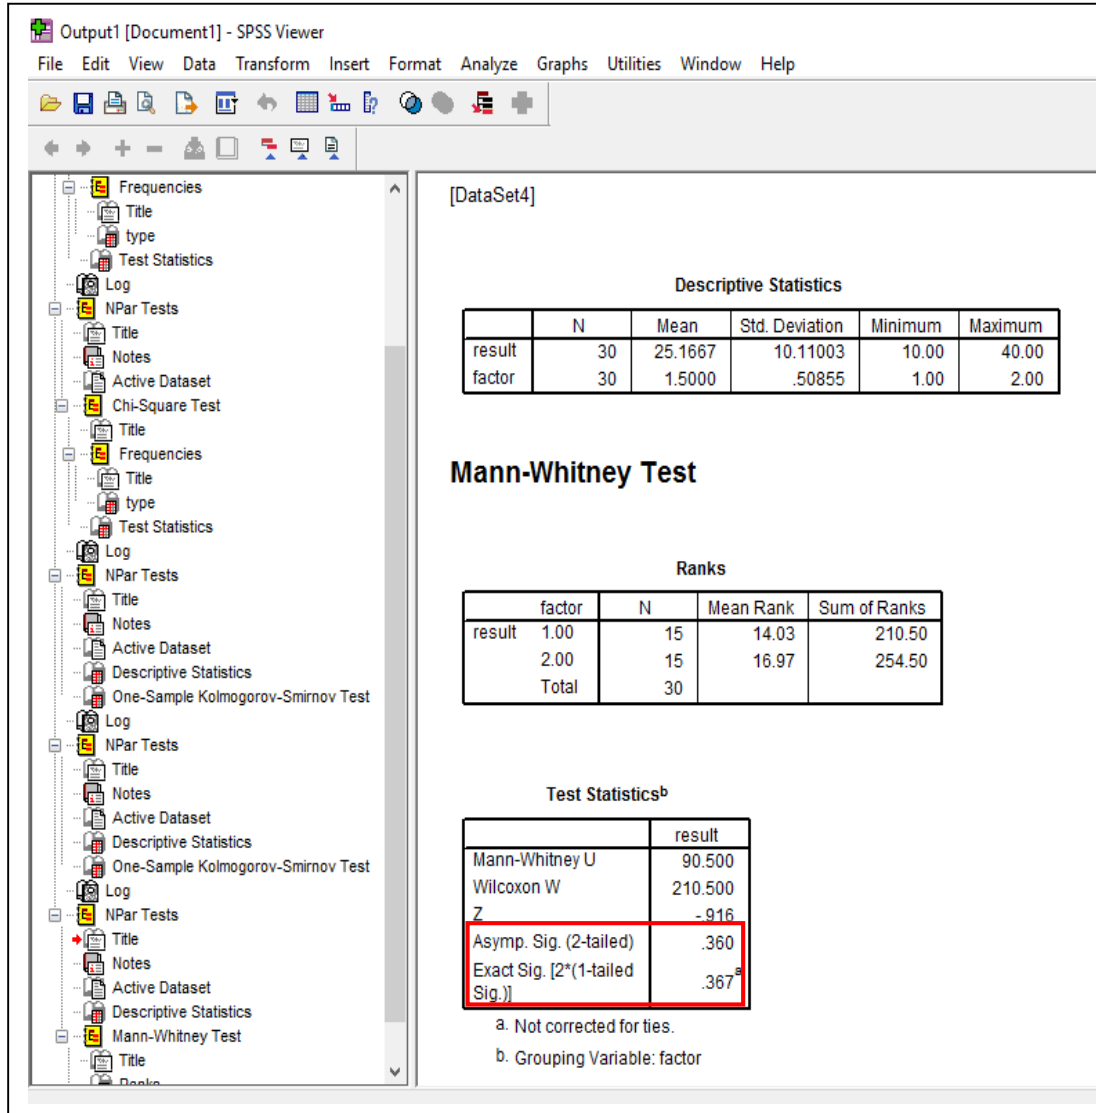 Output1 [Document1] - SPSS Viewer
File Edit View Data Transform Insert Format Analyze Graphs Utilities Window Help
Frequencies
Title
type
Test Statistics
Log
NPar Tests
Title
Notes
Active Dataset
Chi-Square Test
Title
Frequencies
Title
type
Test Statistics
Log
NPar Tests
Title
Notes
Active Dataset
Descriptive Statistics
One-Sample Kolmogorov-Smirnov Test
Log
NPar Tests
Title
Notes
Active Dataset
Descriptive Statistics
One-Sample Kolmogorov-Smirnov Test
Log
NPar Tests
Title
Notes
Active Dataset
Descriptive Statistics
Mann-Whitney Test
Title
Ranks
[DataSet4]
Descriptive Statistics
N Mean Std. Deviation Minimum Maximum
result 30 25.1667 10.11003 10.00 40.00
factor 30 1.5000 .50855 1.00 2.00
Mann-Whitney Test
Ranks
factor N Mean Rank Sum of Ranks
result 1.00 15 14.03 210.50
2.00 15 16.97 254.50
Total 30
Test Statisticsb
result
Mann-Whitney U 90.500
Wilcoxon W 210.500
Z -.916
Asymp. Sig. (2-tailed) .360
Exact Sig. [2*(1-tailed
Sig.)] .367a
a. Not corrected for ties.
b. Grouping Variable: factor